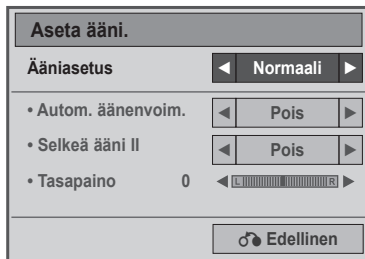 Aseta ääni.
Ääniasetus ◀ Normaali ▶
• Autom. äänenvoim. ◀ Pois ▶
• Selkeä ääni II ◀ Pois ▶
• Tasapaino 0 ◀ L R ▶
Edellinen